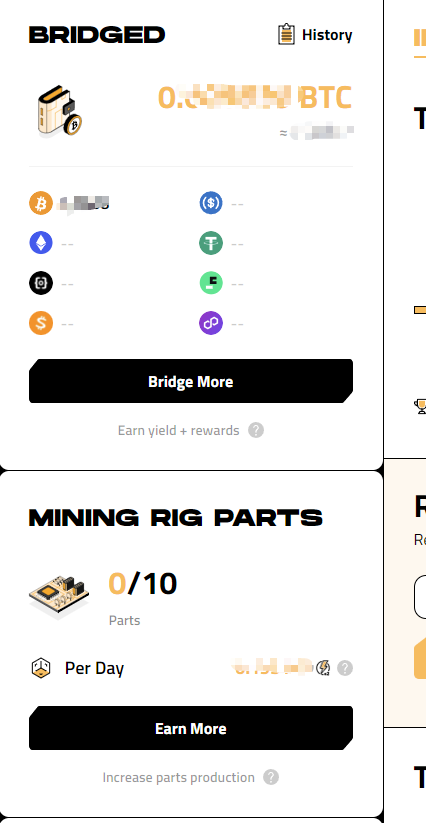 BRIDGED
History
BTC
≈
--
--
--
--
--
--
--
Bridge More
Earn yield + rewards ?
MINING RIG PARTS
0/10
Parts
Per Day
?
Earn More
Increase parts production ?